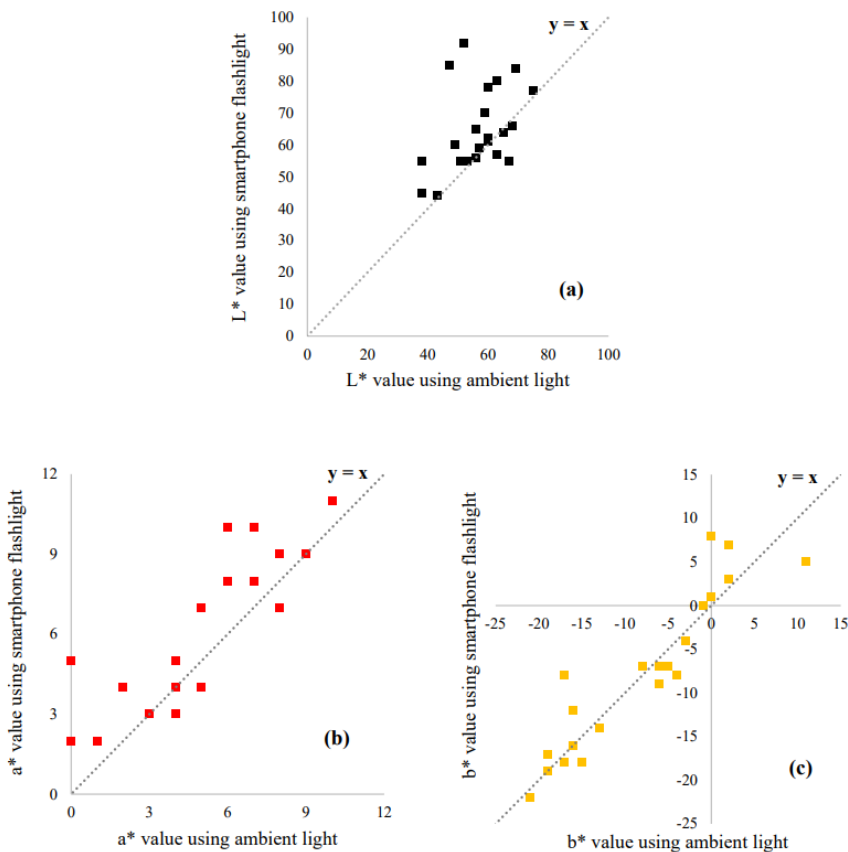 y = x
L* value using smartphone flashlight
100
90
80
70
60
50
40
30
20
10
0
(a)
0 20 40 60 80 100
L* value using ambient light
y = x
a* value using smartphone flashlight
12
9
6
3
0
(b)
0 3 6 9 12
a* value using ambient light
y = x
b* value using smartphone flashlight
15
10
5
0
-25 -20 -15 -10 -5 0 5 10 15
-5
-10
-15
-20
-25
(c)
b* value using ambient light